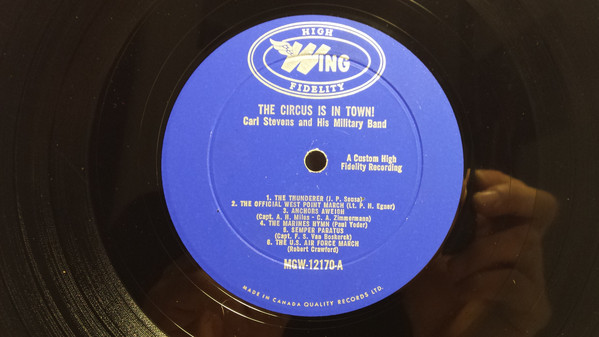 HIGH
WING
FIDELITY
THE CIRCUS IS IN TOWN!
Carl Stevens and His Military Band
A Custom High
Fidelity Recording
1. THE THUNDERER (J. P. Sousa)
2. THE OFFICIAL WEST POINT MARCH (Lt. P. H. Egner)
3. ANCHORS AWEIGH
(Capt. A. H. Miles - C. A. Zimmermann)
4. THE MARINES HYMN (Paul Yoder)
5. SEMPER PARATUS
(Capt. F. S. Van Boskerck)
6. THE U.S. AIR FORCE MARCH
(Robert Crawford)
MGW-12170-A
MADE IN CANADA QUALITY RECORDS LTD.